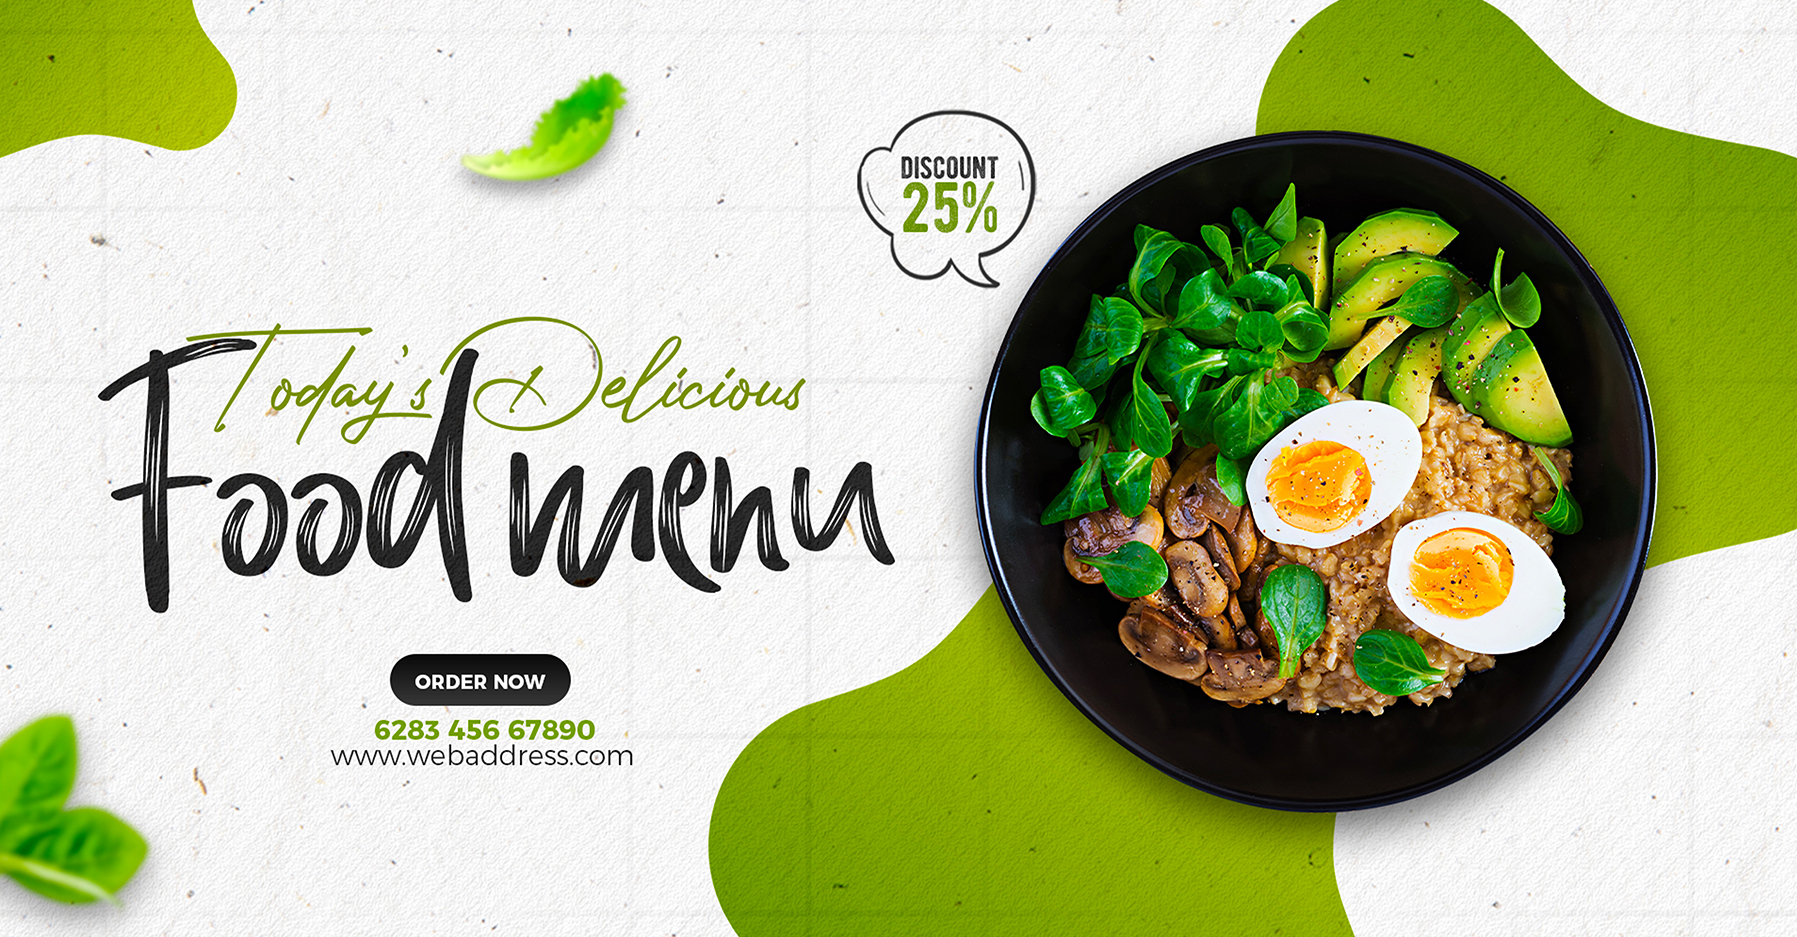 DISCOUNT
25%
Today's Delicious
Food menu
ORDER NOW
6283 456 67890
www.webaddress.com